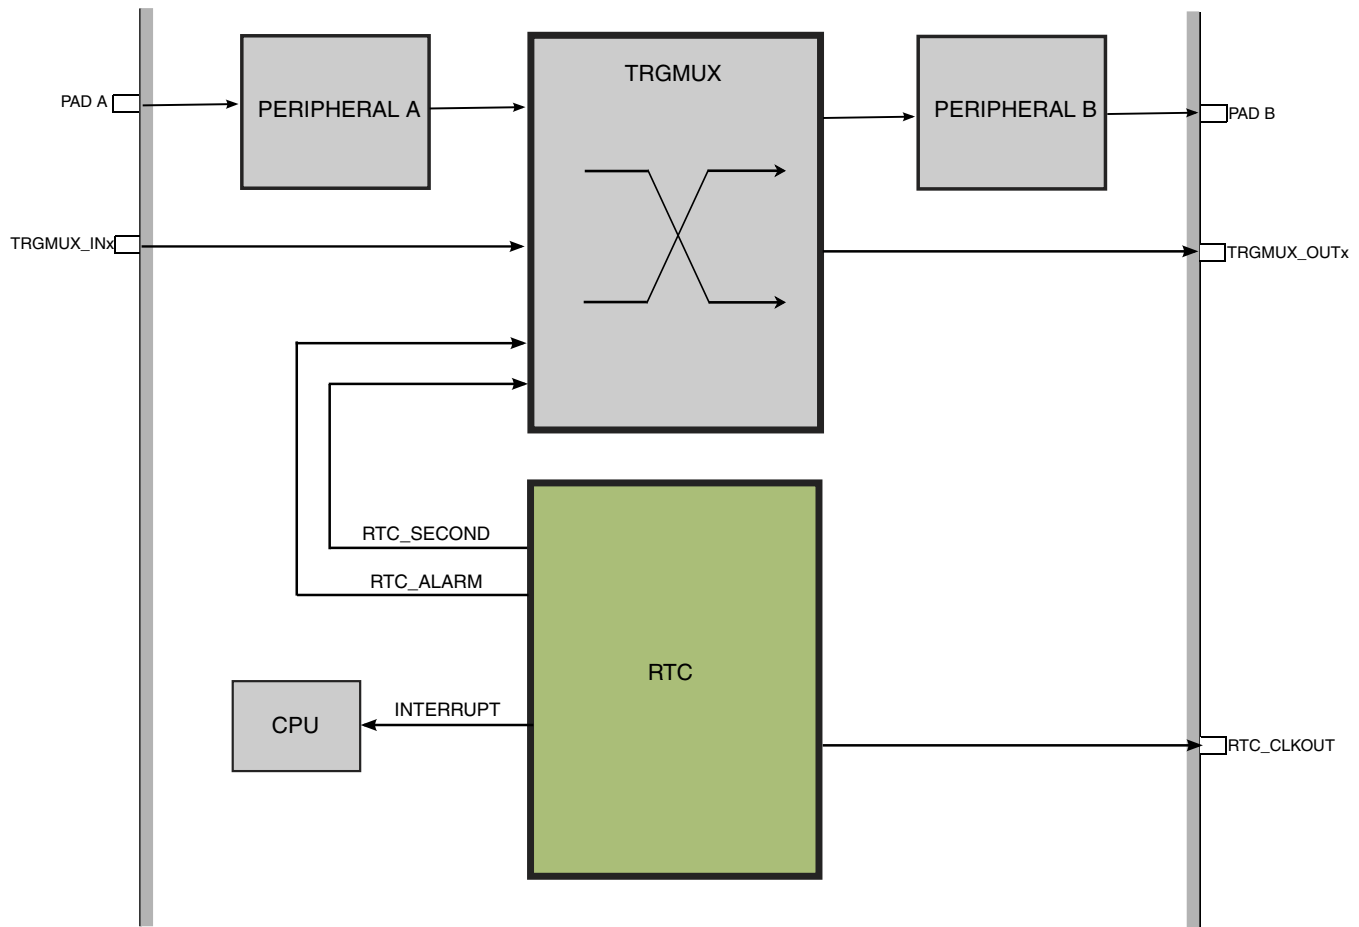 TRGMUX
PAD A
PERIPHERAL A
PERIPHERAL B
PAD B
TRGMUX_INx
TRGMUX_OUTx
RTC_SECOND
RTC_ALARM
RTC
INTERRUPT
CPU
RTC_CLKOUT